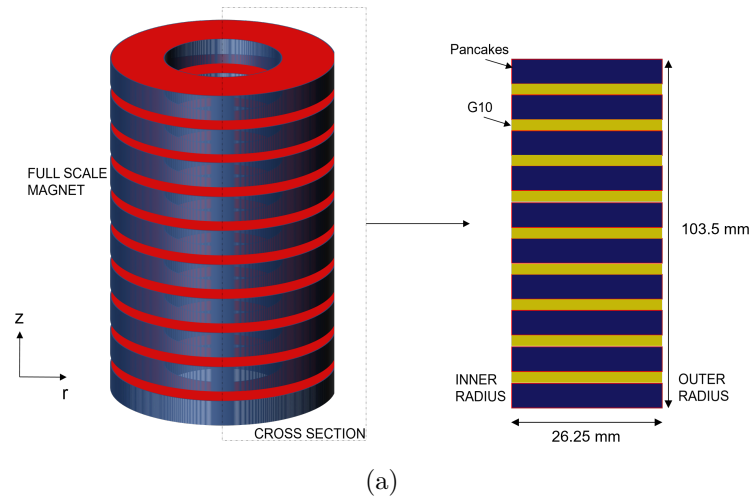 Pancakes
G10
FULL SCALE
MAGNET
103.5 mm
z
r
INNER
RADIUS
OUTER
RADIUS
CROSS SECTION
26.25 mm
(a)